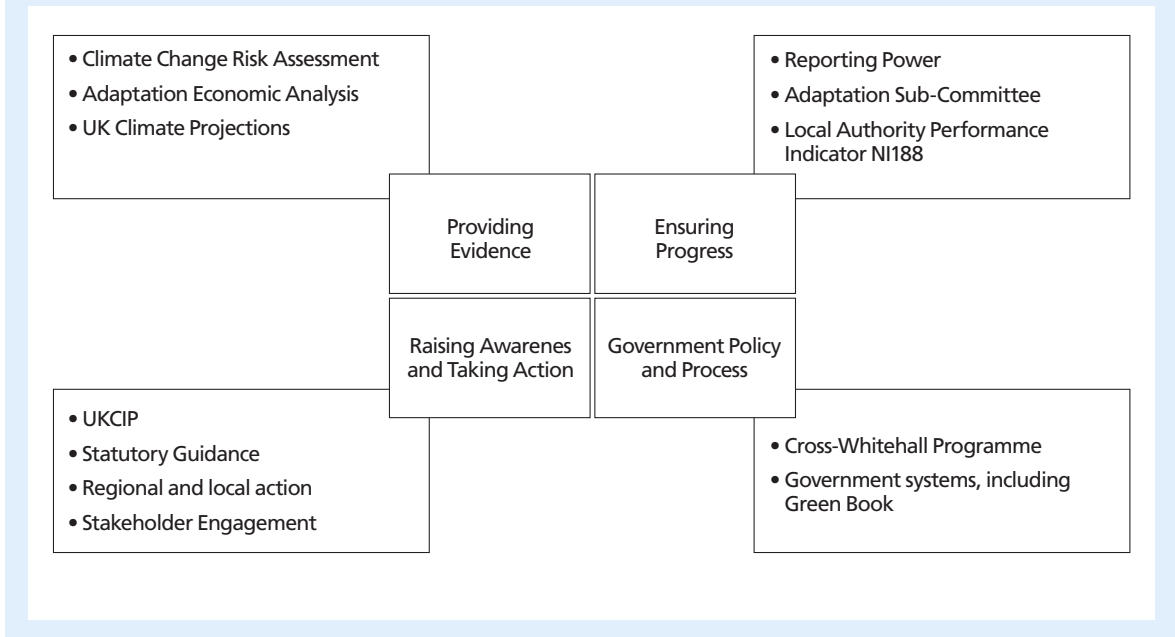 • Climate Change Risk Assessment
• Adaptation Economic Analysis
• UK Climate Projections
• Reporting Power
• Adaptation Sub-Committee
• Local Authority Performance
Indicator NI188
Providing
Evidence
Ensuring
Progress
Raising Awarenes
and Taking Action
Government Policy
and Process
• UKCIP
• Statutory Guidance
• Regional and local action
• Stakeholder Engagement
• Cross-Whitehall Programme
• Government systems, including
Green Book